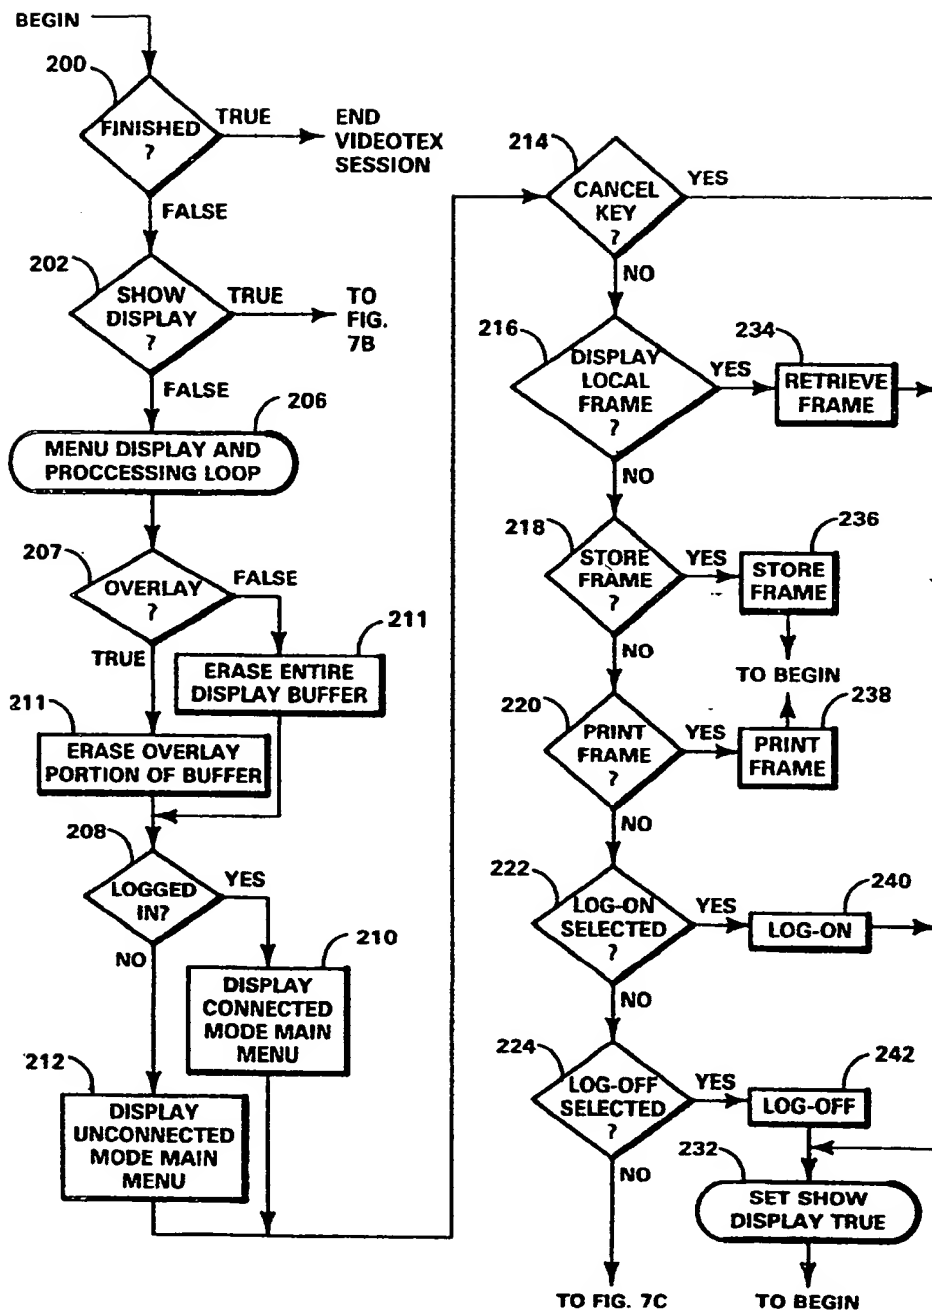 BEGIN
200
FINISHED
?
TRUE
END
VIDEOTEX
SESSION
FALSE
202
SHOW
DISPLAY
?
TRUE
TO
FIG.
7B
FALSE
206
MENU DISPLAY AND
PROCCESSING LOOP
207
OVERLAY
?
FALSE
TRUE
211
ERASE ENTIRE
DISPLAY BUFFER
211
ERASE OVERLAY
PORTION OF BUFFER
208
LOGGED
IN?
YES
NO
210
DISPLAY
CONNECTED
MODE MAIN
MENU
212
DISPLAY
UNCONNECTED
MODE MAIN
MENU
214
CANCEL
KEY
?
YES
NO
216
DISPLAY
LOCAL
FRAME
?
YES
234
RETRIEVE
FRAME
NO
218
STORE
FRAME
?
YES
236
STORE
FRAME
TO BEGIN
NO
220
PRINT
FRAME
?
YES
238
PRINT
FRAME
NO
222
LOG-ON
SELECTED
?
YES
240
LOG-ON
NO
224
LOG-OFF
SELECTED
?
YES
242
LOG-OFF
NO
232
SET SHOW
DISPLAY TRUE
TO FIG. 7C
TO BEGIN